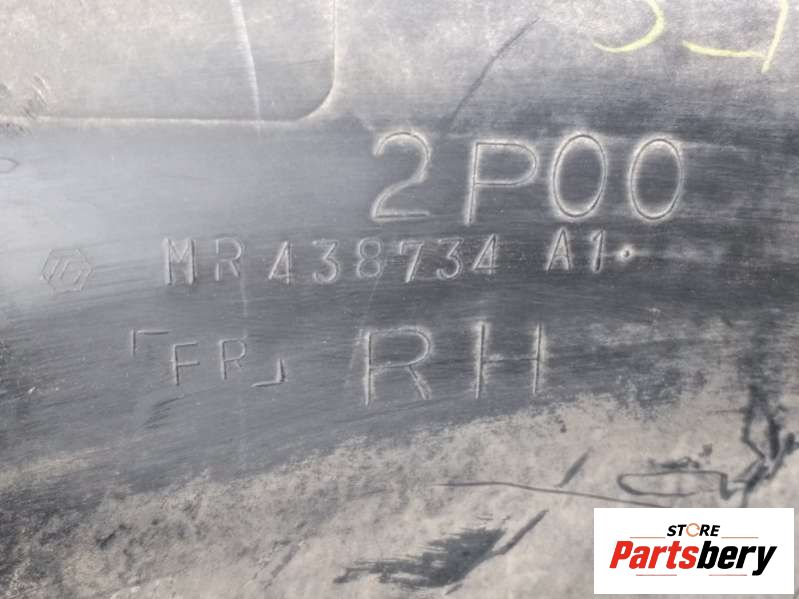 2P00
MR438734 A1.
「FR」 RH
STORE
Partsbery